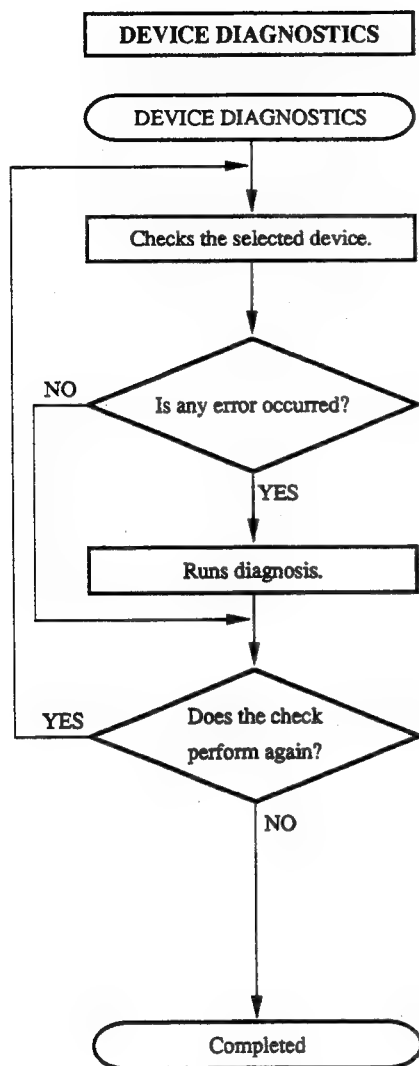 DEVICE DIAGNOSTICS
DEVICE DIAGNOSTICS
Checks the selected device.
NO
Is any error occurred?
YES
Runs diagnosis.
YES
Does the check
perform again?
NO
Completed